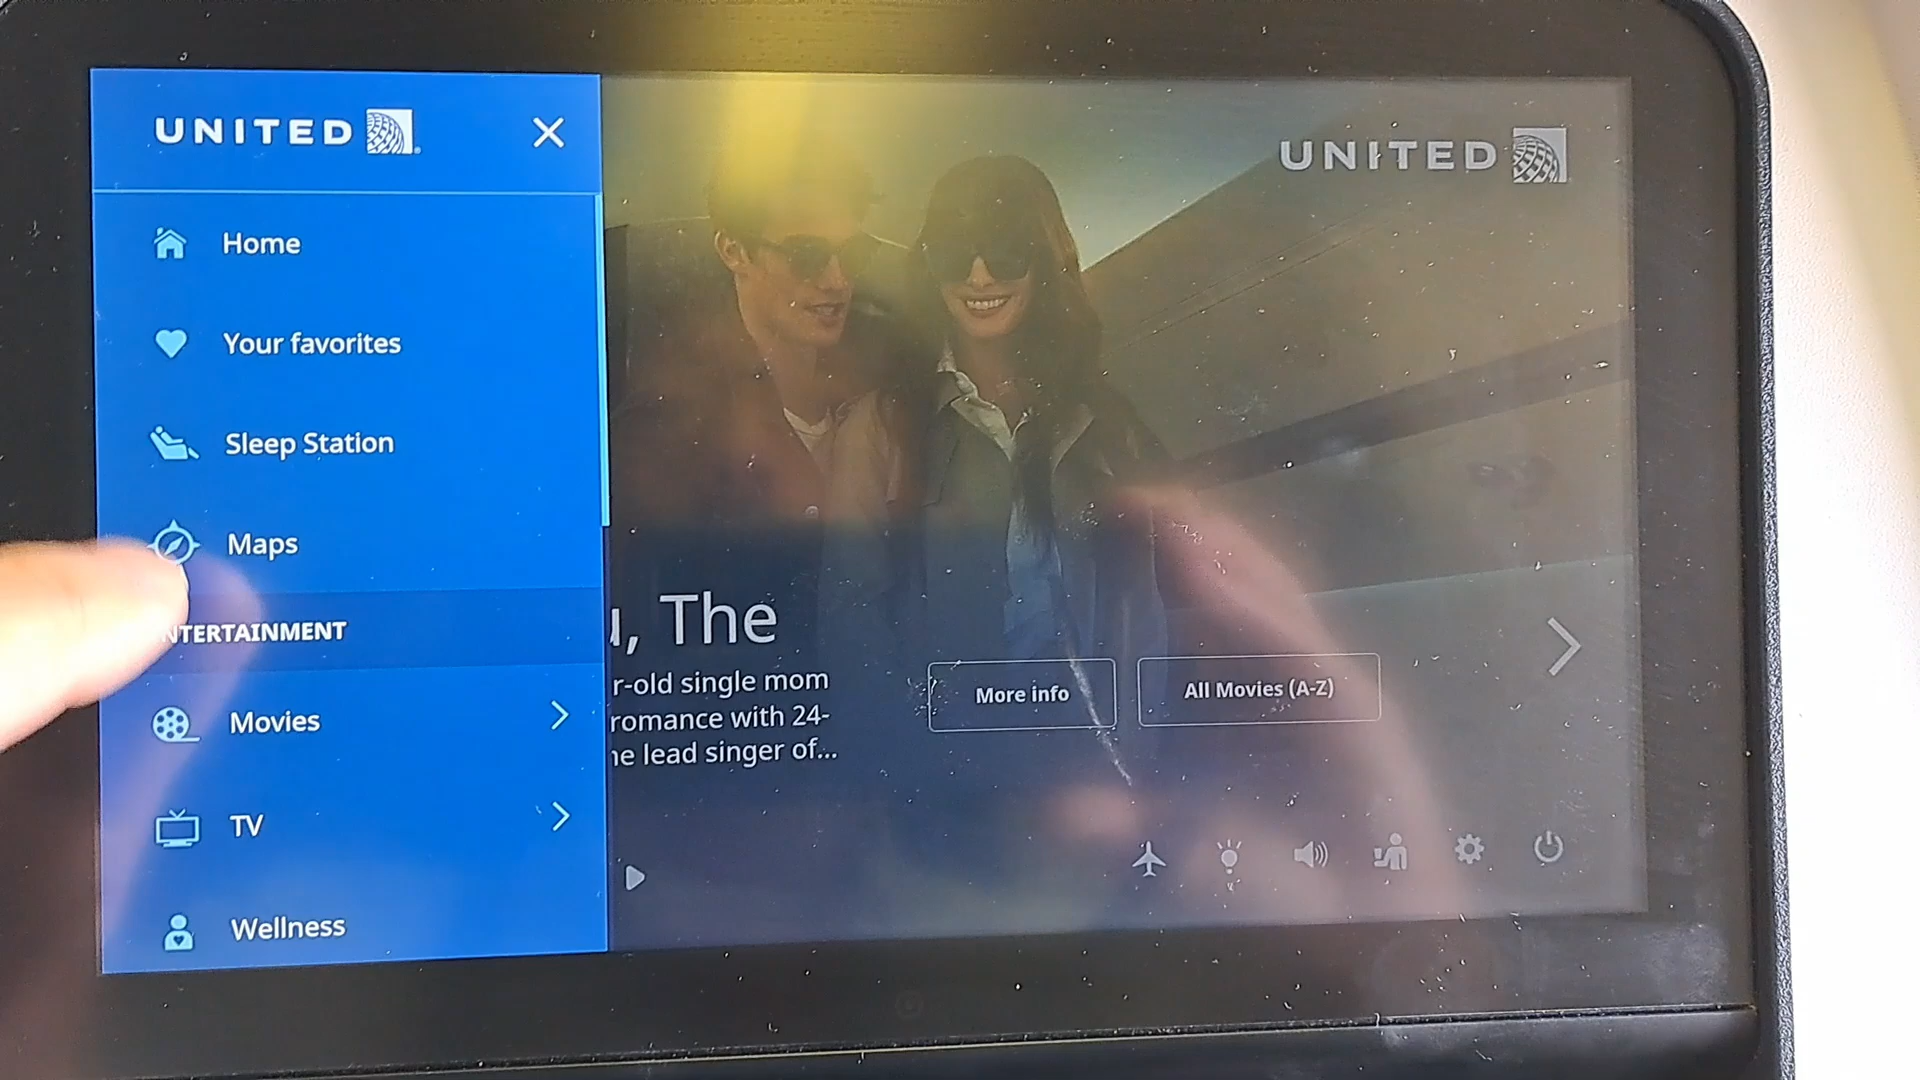 UNITED
Home
Your favorites
Sleep Station
Maps
NTERTAINMENT
Movies
TV
Wellness
UNITED
, The
r-old single mom
romance with 24-
lead singer of...
More info
All Movies (A-Z)